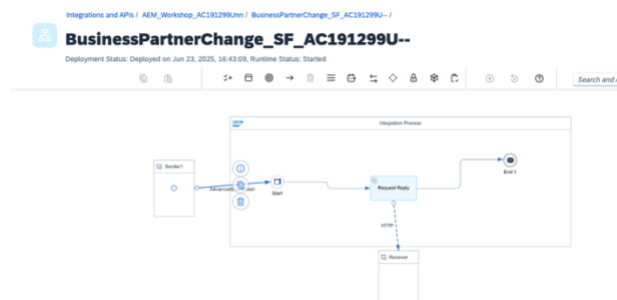 Integrations and APIs / AEM_Workshop_AC191299Unn / BusinessPartnerChange_SF_AC191299U-- /
BusinessPartnerChange_SF_AC191299U--
Deployment Status: Deployed on Jun 23, 2025, 16:43:09, Runtime Status: Started
Search and
SAP
Integration Process
Sender1
Start
Request Reply
End 1
HTTP
Receiver